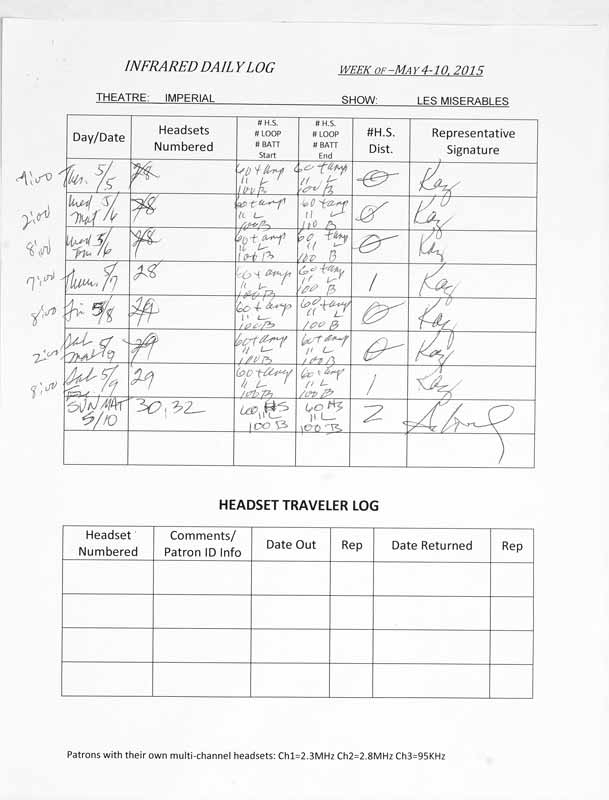 INFRARED DAILY LOG WEEK OF –MAY 4-10, 2015
THEATRE: IMPERIAL SHOW: LES MISERABLES
Day/Date Headsets Numbered # H.S. # LOOP # BATT Start # H.S. # LOOP # BATT End #H.S. Dist. Representative Signature
7:00 Tues. 5/5 28 60 + amp 11 L 100 B 60 + amp 11 L 100 B 0 Kay
2:00 Wed Mat 5/6 28 60 + amp 11 L 100 B 60 + amp 11 L 100 B 0 Kay
8:00 Wed 5/6 28 60 + amp 11 L 100 B 60 + amp 11 L 100 B 0 Kay
7:00 Thurs. 5/7 28 60 + amp 11 L 100 B 60 + amp 11 L 100 B 1 Kay
8:00 Fri 5/8 29 60 + amp 11 L 100 B 60 + amp 11 L 100 B 0 Kay
2:00 Sat Mat 5/9 29 60 + amp 11 L 100 B 60 + amp 11 L 100 B 0 Kay
8:00 Sat 5/9 29 60 + amp 11 L 100 B 60 + amp 11 L 100 B 1 Kay
SUN MAT 5/10 30, 32 60 HS 11 L 100 B 60 HS 11 L 100 B 2
HEADSET TRAVELER LOG
Headset Numbered Comments/ Patron ID Info Date Out Rep Date Returned Rep
Patrons with their own multi-channel headsets: Ch1=2.3MHz Ch2=2.8MHz Ch3=95KHz